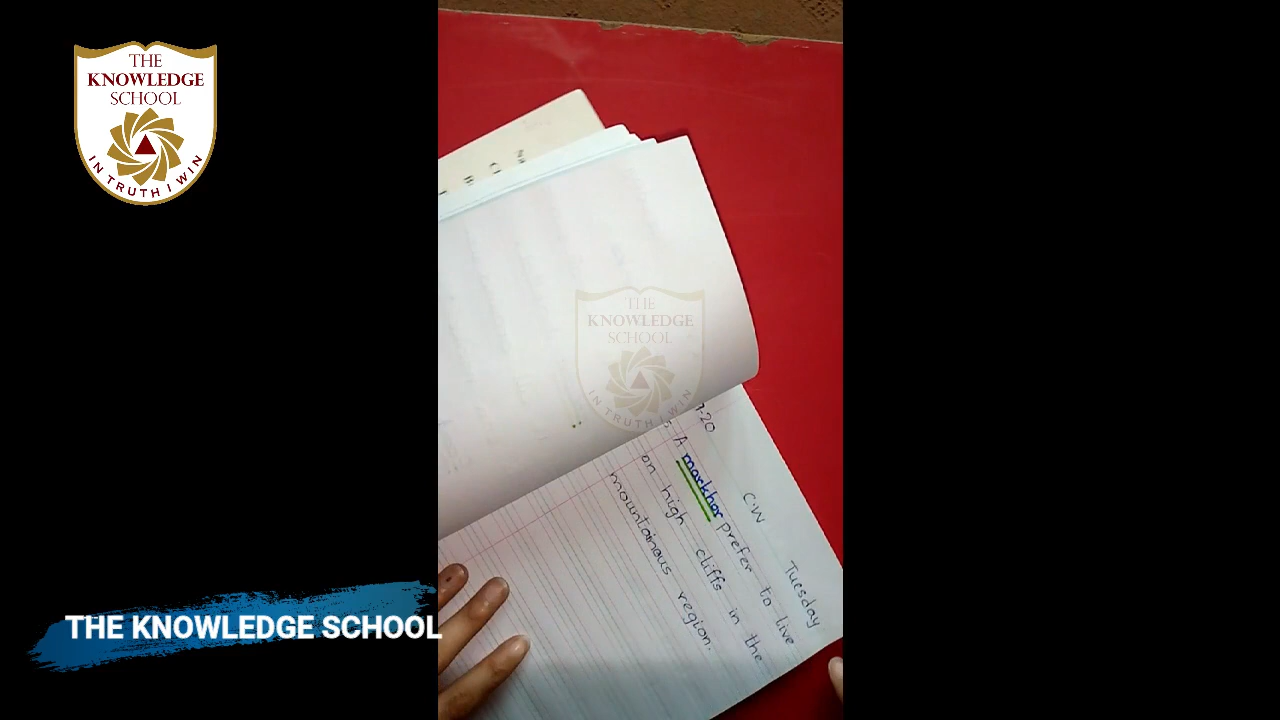 THE
KNOWLEDGE
SCHOOL
IN TRUTH I WIN
THE
KNOWLEDGE
SCHOOL
IN TRUTH I WIN
-20
C.W
Tuesday
A markhor prefer to live
on high cliffs in the
mountainous region.
THE KNOWLEDGE SCHOOL